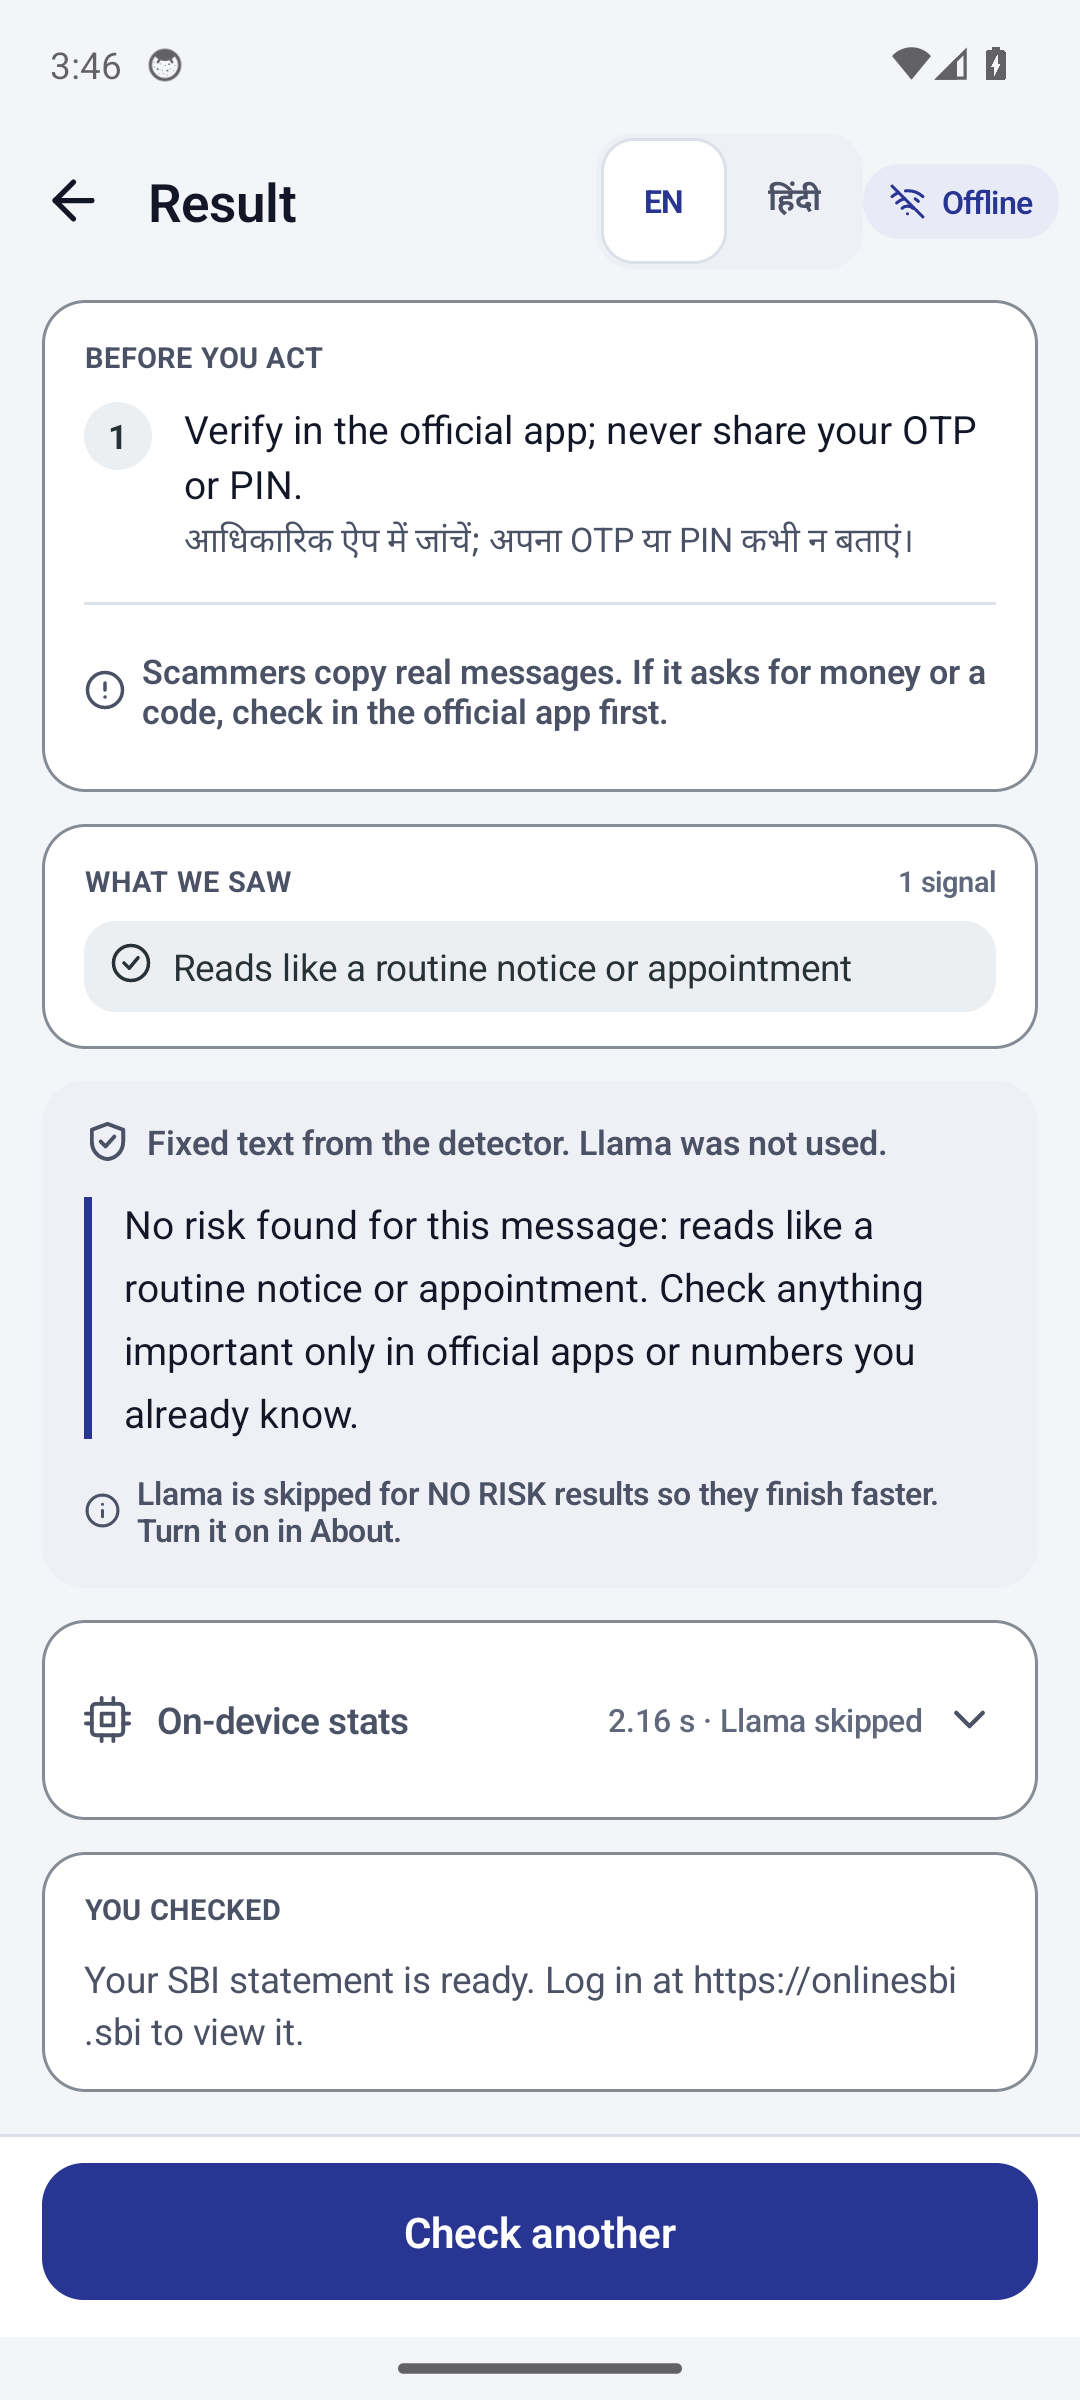 3:46
Result
EN
हिंदी
Offline
BEFORE YOU ACT
1
Verify in the official app; never share your OTP
or PIN.
आधिकारिक ऐप में जांचें; अपना OTP या PIN कभी न बताएं।
Scammers copy real messages. If it asks for money or a
code, check in the official app first.
WHAT WE SAW
1 signal
Reads like a routine notice or appointment
Fixed text from the detector. Llama was not used.
No risk found for this message: reads like a
routine notice or appointment. Check anything
important only in official apps or numbers you
already know.
Llama is skipped for NO RISK results so they finish faster.
Turn it on in About.
On-device stats
2.16 s · Llama skipped
YOU CHECKED
Your SBI statement is ready. Log in at https://onlinesbi
.sbi to view it.
Check another